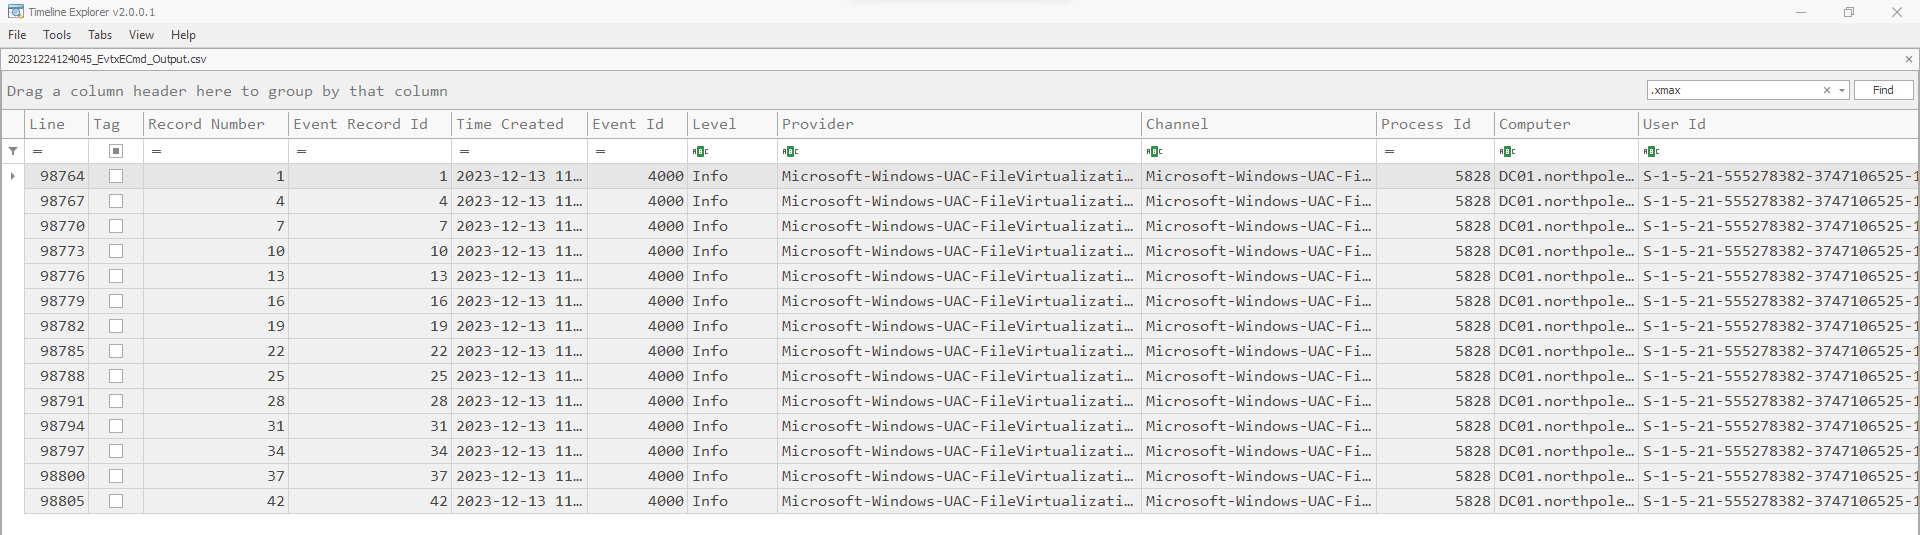 Timeline Explorer v2.0.0.1
File Tools Tabs View Help
20231224124045_EvtxECmd_Output.csv
Drag a column header here to group by that column
.xmax Find
Line Tag Record Number Event Record Id Time Created Event Id Level Provider Channel Process Id Computer User Id
= = = = = ABC ABC ABC = ABC ABC
98764 1 1 2023-12-13 11… 4000 Info Microsoft-Windows-UAC-FileVirtualizati… Microsoft-Windows-UAC-Fi… 5828 DC01.northpole… S-1-5-21-555278382-3747106525-1
98767 4 4 2023-12-13 11… 4000 Info Microsoft-Windows-UAC-FileVirtualizati… Microsoft-Windows-UAC-Fi… 5828 DC01.northpole… S-1-5-21-555278382-3747106525-1
98770 7 7 2023-12-13 11… 4000 Info Microsoft-Windows-UAC-FileVirtualizati… Microsoft-Windows-UAC-Fi… 5828 DC01.northpole… S-1-5-21-555278382-3747106525-1
98773 10 10 2023-12-13 11… 4000 Info Microsoft-Windows-UAC-FileVirtualizati… Microsoft-Windows-UAC-Fi… 5828 DC01.northpole… S-1-5-21-555278382-3747106525-1
98776 13 13 2023-12-13 11… 4000 Info Microsoft-Windows-UAC-FileVirtualizati… Microsoft-Windows-UAC-Fi… 5828 DC01.northpole… S-1-5-21-555278382-3747106525-1
98779 16 16 2023-12-13 11… 4000 Info Microsoft-Windows-UAC-FileVirtualizati… Microsoft-Windows-UAC-Fi… 5828 DC01.northpole… S-1-5-21-555278382-3747106525-1
98782 19 19 2023-12-13 11… 4000 Info Microsoft-Windows-UAC-FileVirtualizati… Microsoft-Windows-UAC-Fi… 5828 DC01.northpole… S-1-5-21-555278382-3747106525-1
98785 22 22 2023-12-13 11… 4000 Info Microsoft-Windows-UAC-FileVirtualizati… Microsoft-Windows-UAC-Fi… 5828 DC01.northpole… S-1-5-21-555278382-3747106525-1
98788 25 25 2023-12-13 11… 4000 Info Microsoft-Windows-UAC-FileVirtualizati… Microsoft-Windows-UAC-Fi… 5828 DC01.northpole… S-1-5-21-555278382-3747106525-1
98791 28 28 2023-12-13 11… 4000 Info Microsoft-Windows-UAC-FileVirtualizati… Microsoft-Windows-UAC-Fi… 5828 DC01.northpole… S-1-5-21-555278382-3747106525-1
98794 31 31 2023-12-13 11… 4000 Info Microsoft-Windows-UAC-FileVirtualizati… Microsoft-Windows-UAC-Fi… 5828 DC01.northpole… S-1-5-21-555278382-3747106525-1
98797 34 34 2023-12-13 11… 4000 Info Microsoft-Windows-UAC-FileVirtualizati… Microsoft-Windows-UAC-Fi… 5828 DC01.northpole… S-1-5-21-555278382-3747106525-1
98800 37 37 2023-12-13 11… 4000 Info Microsoft-Windows-UAC-FileVirtualizati… Microsoft-Windows-UAC-Fi… 5828 DC01.northpole… S-1-5-21-555278382-3747106525-1
98805 42 42 2023-12-13 11… 4000 Info Microsoft-Windows-UAC-FileVirtualizati… Microsoft-Windows-UAC-Fi… 5828 DC01.northpole… S-1-5-21-555278382-3747106525-1